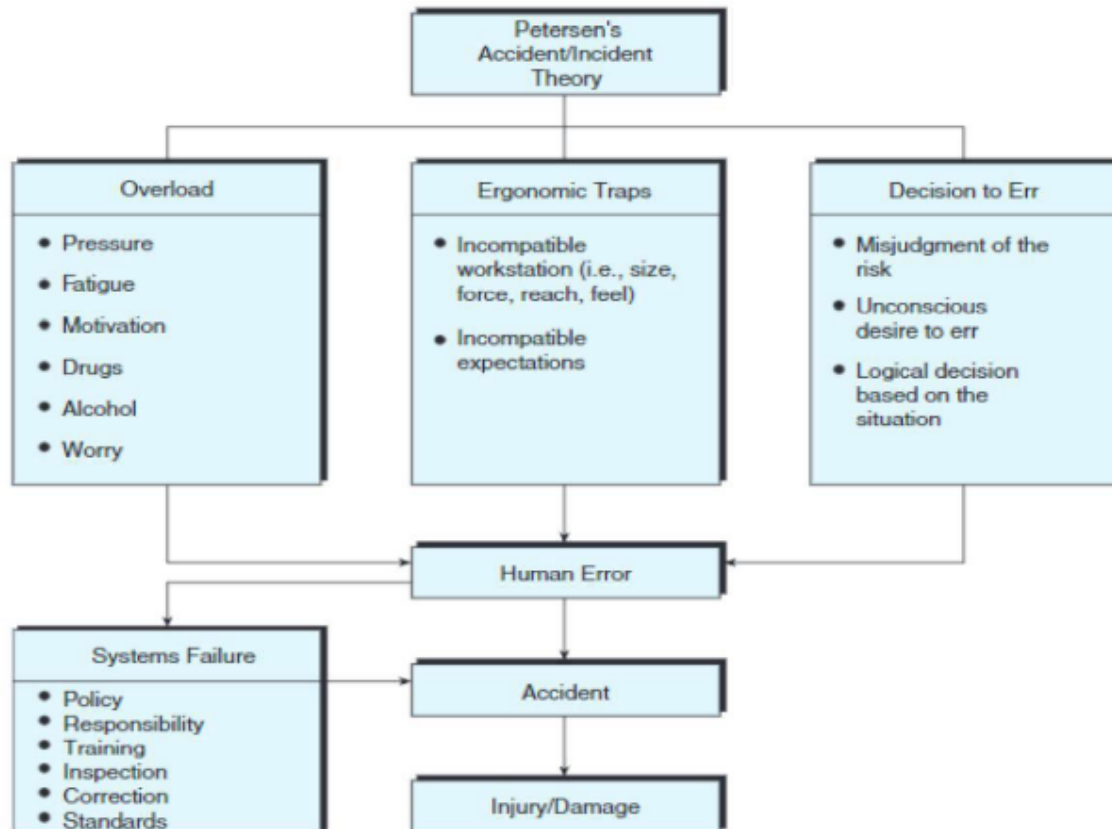 Petersen's
Accident/Incident
Theory
Overload
• Pressure
• Fatigue
• Motivation
• Drugs
• Alcohol
• Worry
Ergonomic Traps
• Incompatible
workstation (i.e., size,
force, reach, feel)
• Incompatible
expectations
Decision to Err
• Misjudgment of the
risk
• Unconscious
desire to err
• Logical decision
based on the
situation
Human Error
Systems Failure
• Policy
• Responsibility
• Training
• Inspection
• Correction
• Standards
Accident
Injury/Damage